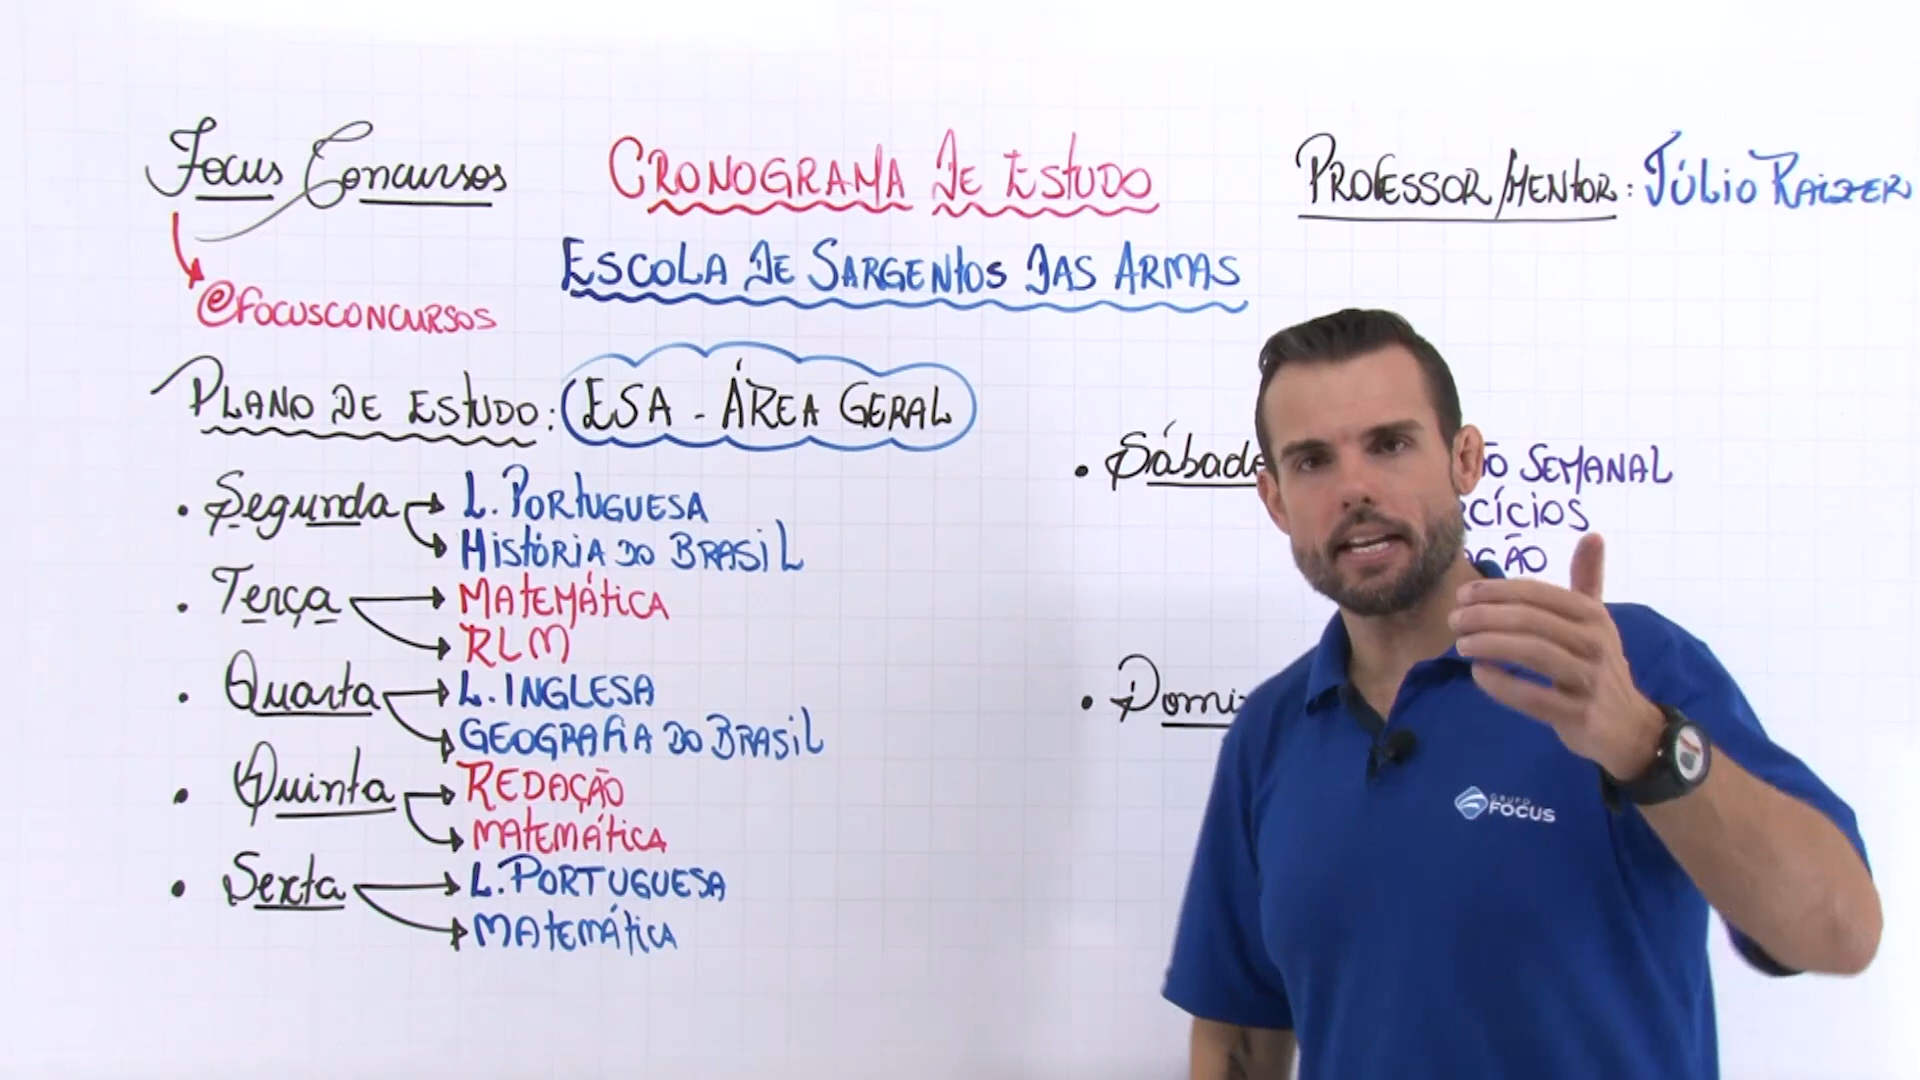 Focus Concursos
@FOCUSCONCURSOS
CRONOGRAMA DE ESTUDO
ESCOLA DE SARGENTOS DAS ARMAS
PROFESSOR/MENTOR: JÚLIO RAIZER
PLANO DE ESTUDO: ESA - ÁREA GERAL
• Segunda L. PORTUGUESA
HISTÓRIA DO BRASIL
• Terça MATEMÁTICA
RLM
• Quarta L. INGLESA
GEOGRAFIA DO BRASIL
• Quinta REDAÇÃO
MATEMÁTICA
• Sexta L. PORTUGUESA
MATEMÁTICA
• Sábado SEMANAL
• 
GRUPO
FOCUS